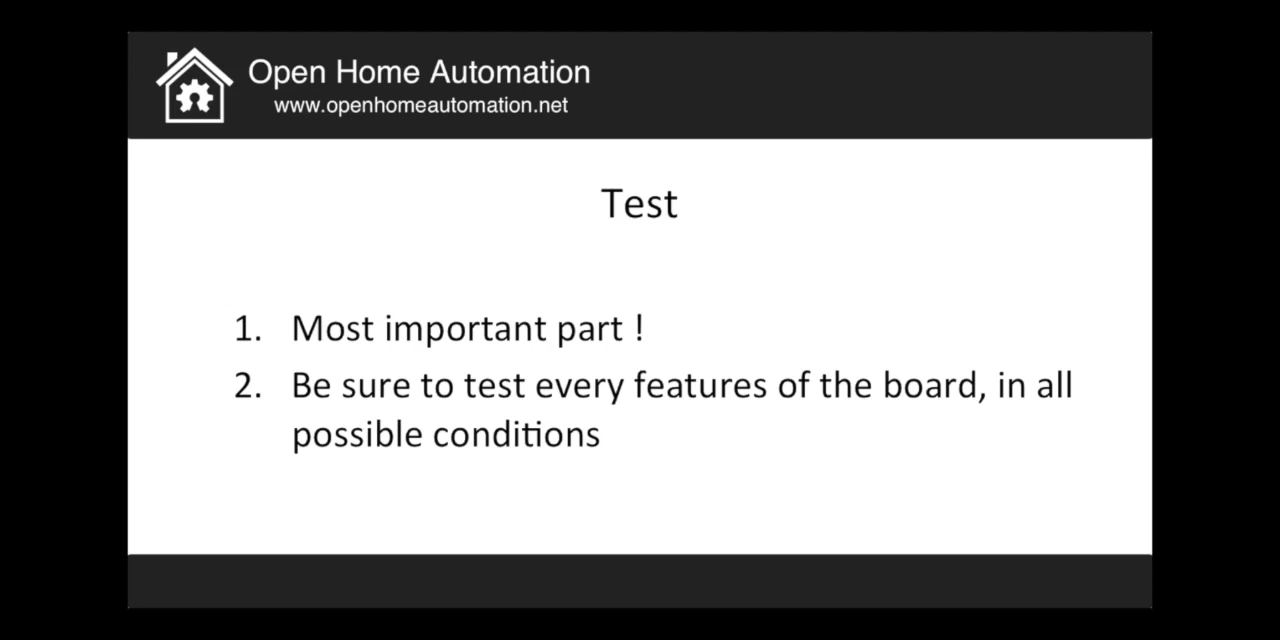 Open Home Automation
www.openhomeautomation.net
Test
1. Most important part !
2. Be sure to test every features of the board, in all
possible conditions